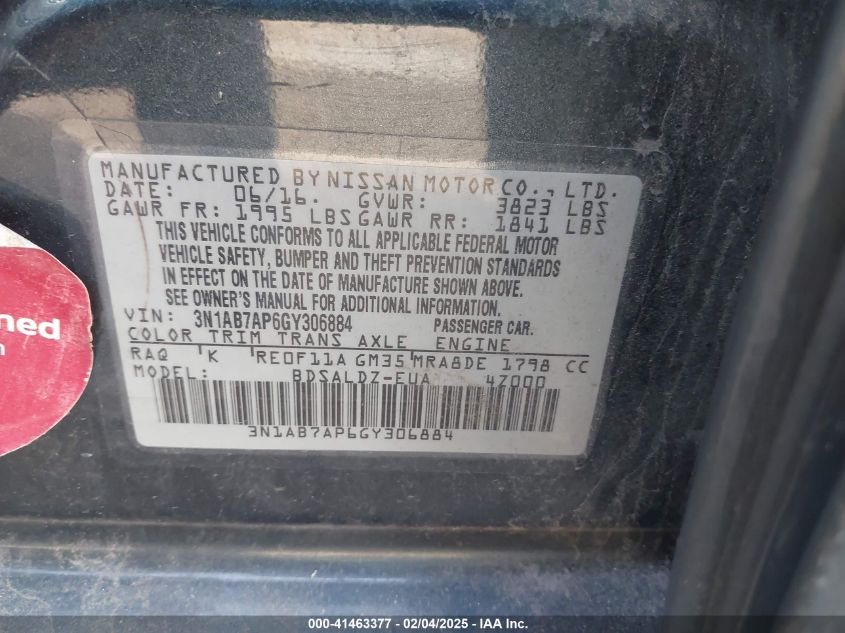 MANUFACTURED BY NISSAN MOTOR CO., LTD.
DATE: 06/16. GVWR: 3823 LBS
GAWR FR: 1995 LBS GAWR RR: 1841 LBS
THIS VEHICLE CONFORMS TO ALL APPLICABLE FEDERAL MOTOR
VEHICLE SAFETY, BUMPER AND THEFT PREVENTION STANDARDS
IN EFFECT ON THE DATE OF MANUFACTURE SHOWN ABOVE.
SEE OWNER'S MANUAL FOR ADDITIONAL INFORMATION.
VIN: 3N1AB7AP6GY306884 PASSENGER CAR.
COLOR TRIM TRANS AXLE ENGINE
RAQ K RE0F11A GM35 MRA8DE 1798 CC
MODEL: BDSALDZ-EUA 4Z000
3N1AB7AP6GY306884
ned
000-41463377 - 02/04/2025 - IAA Inc.